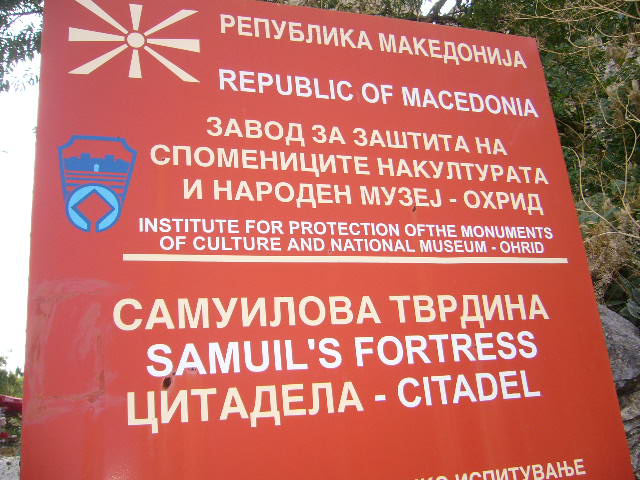 РЕПУБЛИКА МАКЕДОНИЈА
REPUBLIC OF MACEDONIA
ЗАВОД ЗА ЗАШТИТА НА
СПОМЕНИЦИТЕ НАКУЛТУРАТА
И НАРОДЕН МУЗЕЈ - ОХРИД
INSTITUTE FOR PROTECTION OFTHE MONUMENTS
OF CULTURE AND NATIONAL MUSEUM - OHRID
САМУИЛОВА ТВРДИНА
SAMUIL'S FORTRESS
ЦИТАДЕЛА - CITADEL
ИСПИТУВАЊЕ